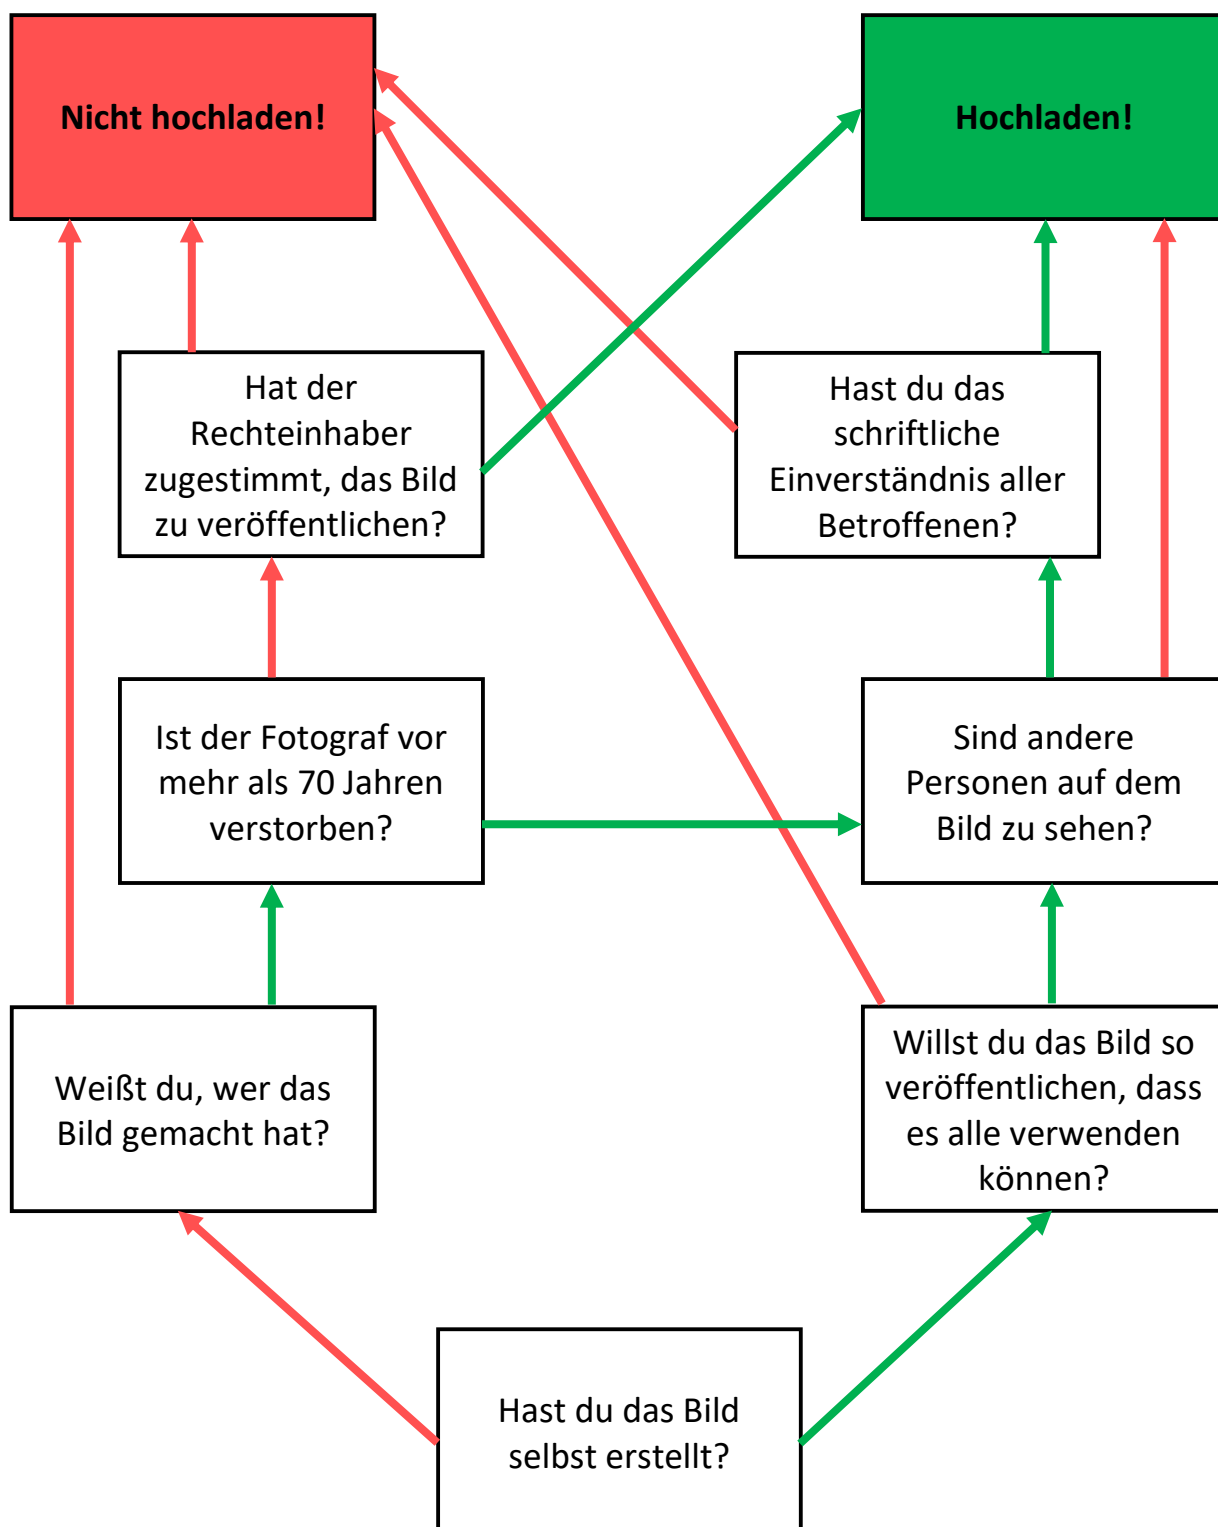 Nicht hochladen!
Hochladen!
Hat der
Rechteinhaber
zugestimmt, das Bild
zu veröffentlichen?
Hast du das
schriftliche
Einverständnis aller
Betroffenen?
Ist der Fotograf vor
mehr als 70 Jahren
verstorben?
Sind andere
Personen auf dem
Bild zu sehen?
Weißt du, wer das
Bild gemacht hat?
Willst du das Bild so
veröffentlichen, dass
es alle verwenden
können?
Hast du das Bild
selbst erstellt?